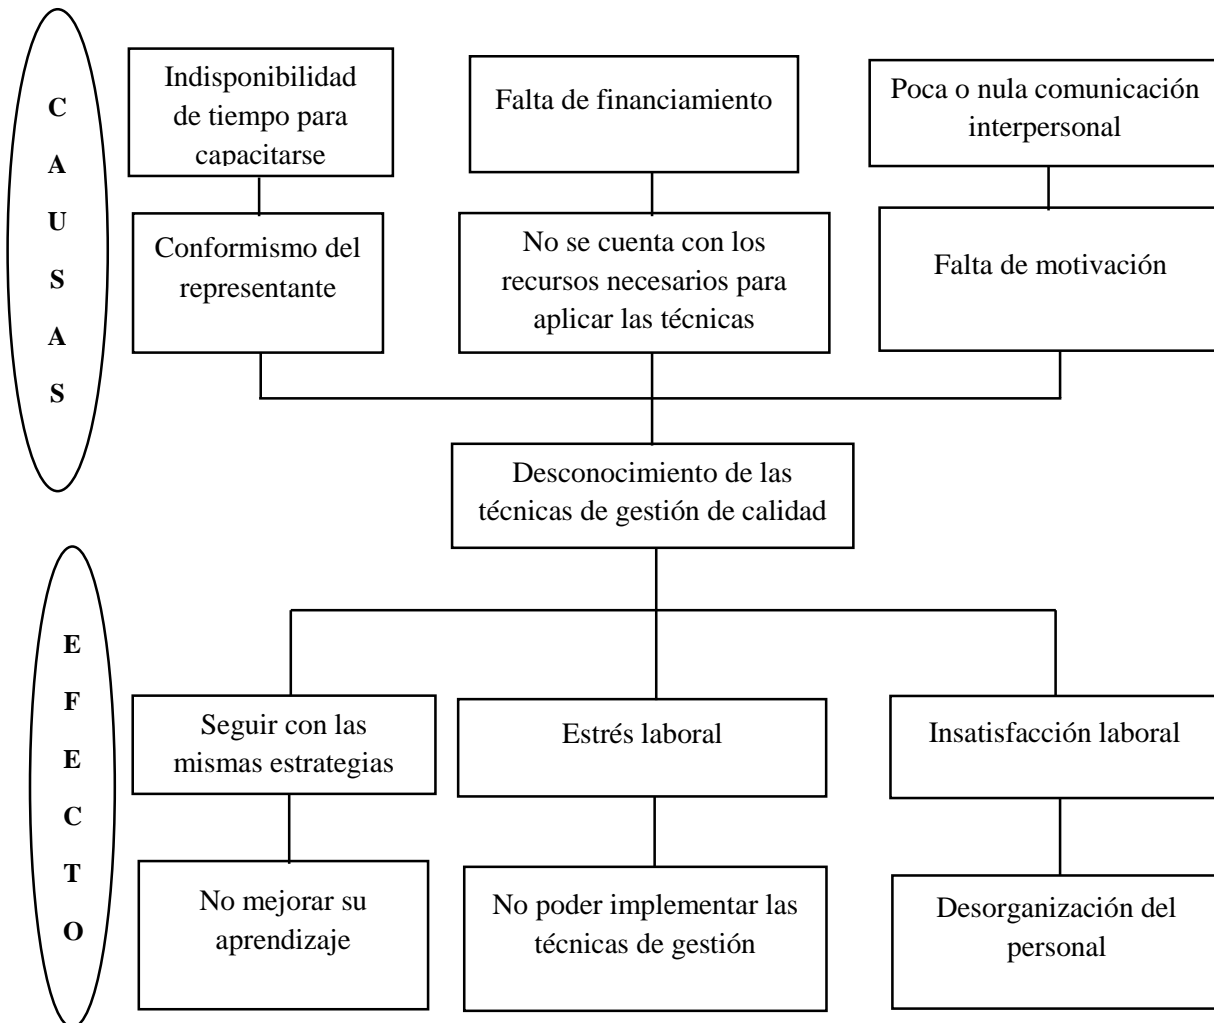 CAUSAS
Indisponibilidad
de tiempo para
capacitarse
Falta de financiamiento
Poca o nula comunicación
interpersonal
Conformismo del
representante
No se cuenta con los
recursos necesarios para
aplicar las técnicas
Falta de motivación
Desconocimiento de las
técnicas de gestión de calidad
EFECTO
Seguir con las
mismas estrategias
Estrés laboral
Insatisfacción laboral
No mejorar su
aprendizaje
No poder implementar las
técnicas de gestión
Desorganización del
personal